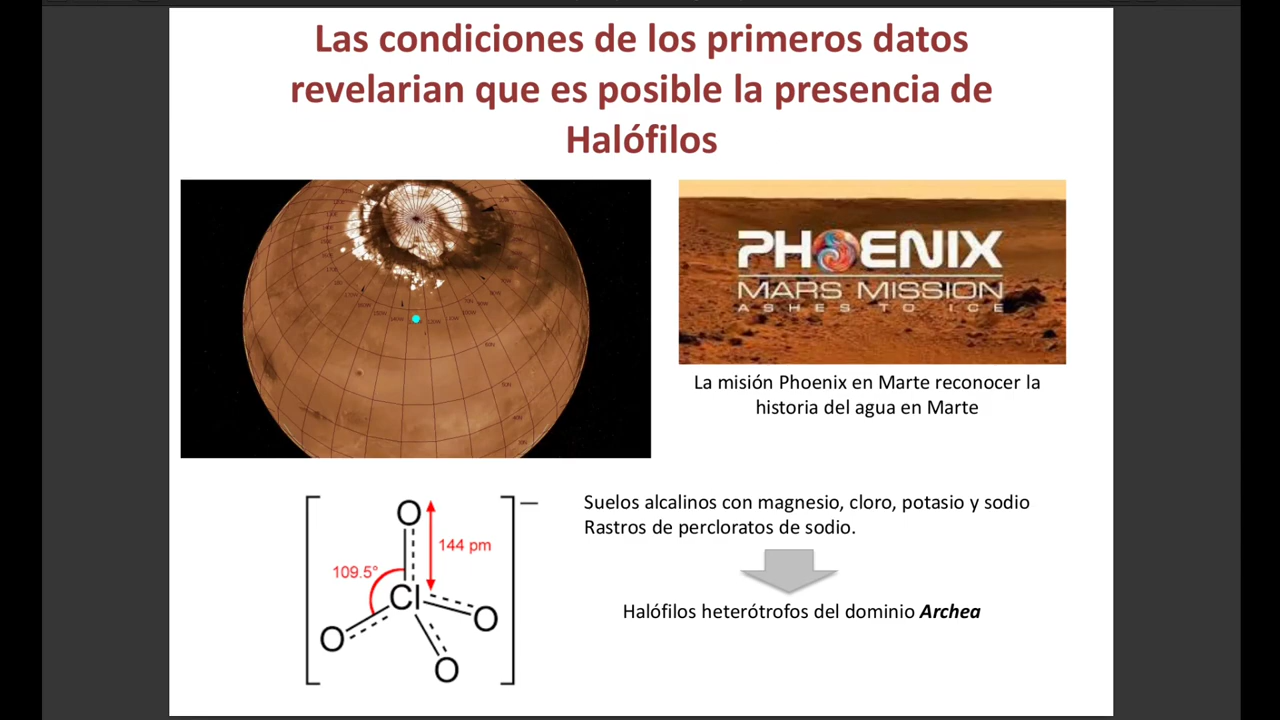 Las condiciones de los primeros datos
revelarian que es posible la presencia de
Halófilos
PHOENIX
MARS MISSION
ASHES TO ICE
La misión Phoenix en Marte reconocer la
historia del agua en Marte
O
144 pm
109.5°
Cl
O
O
O
Suelos alcalinos con magnesio, cloro, potasio y sodio
Rastros de percloratos de sodio.
Halófilos heterótrofos del dominio Archea